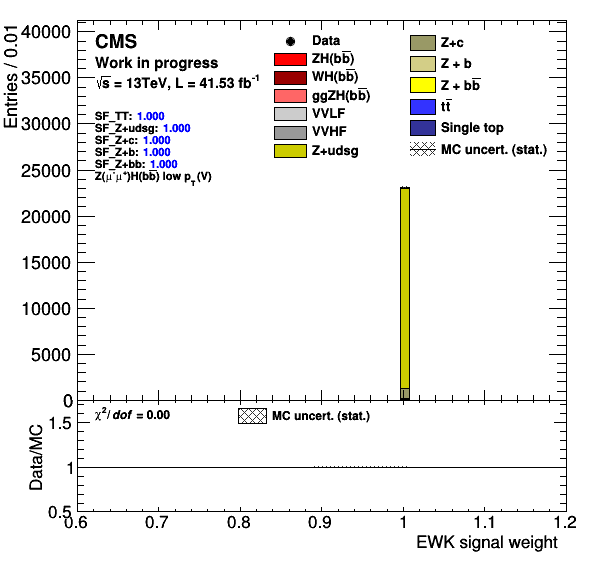 CMS
Work in progress
√s = 13TeV, L = 41.53 fb⁻¹
SF_TT: 1.000
SF_Z+udsg: 1.000
SF_Z+c: 1.000
SF_Z+b: 1.000
SF_Z+bb: 1.000
Z(μ⁻μ⁺)H(bb̅) low p_T(V)
Data
ZH(bb̅)
WH(bb̅)
ggZH(bb̅)
VVLF
VVHF
Z+udsg
Z+c
Z + b
Z + bb̅
tt̅
Single top
MC uncert. (stat.)
Entries / 0.01
40000
35000
30000
25000
20000
15000
10000
5000
0
χ²/dof = 0.00
MC uncert. (stat.)
Data/MC
1.5
1
0.5
0.6 0.7 0.8 0.9 1 1.1 1.2
EWK signal weight